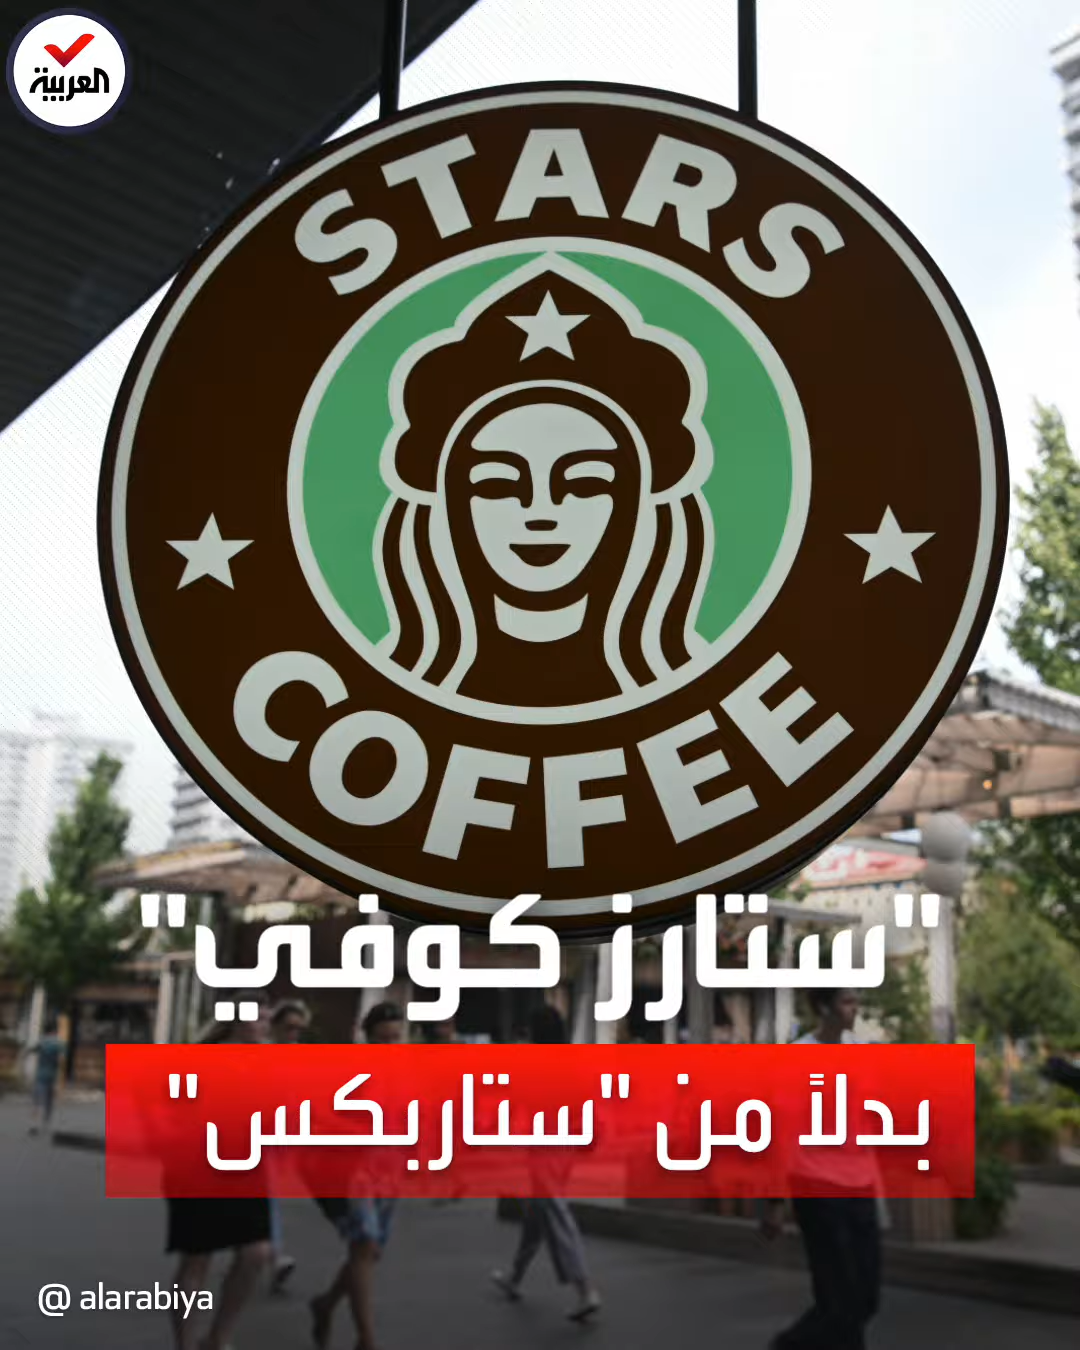 العربية
STARS
COFFEE
"ستارز كوفي"
بدلاً من "ستاربكس"
@ alarabiya